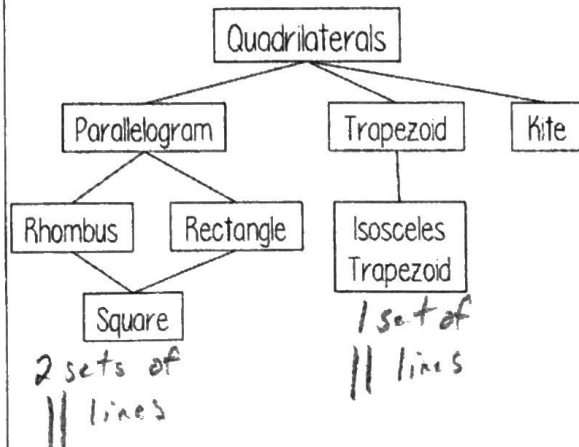 Quadrilaterals
Parallelogram
Trapezoid
Kite
Rhombus
Rectangle
Isosceles
Trapezoid
Square
2 sets of
|| lines
1 set of
|| lines